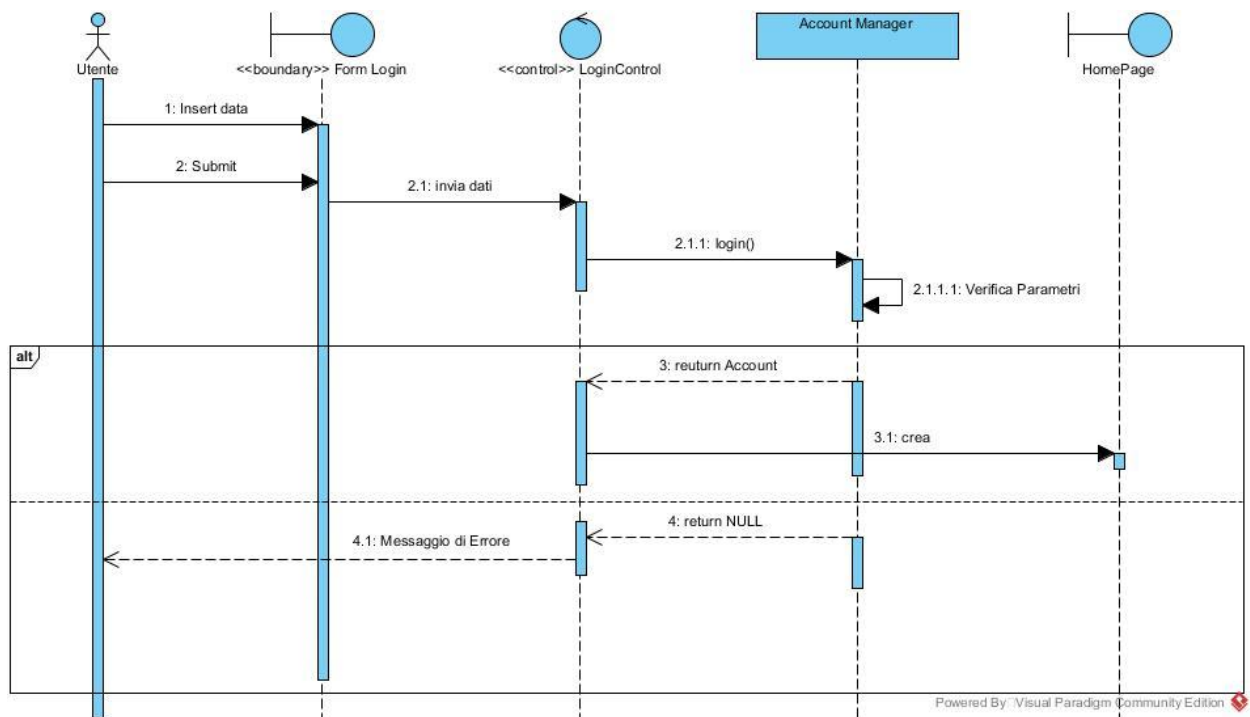 Utente
<<boundary>> Form Login
<<control>> LoginControl
Account Manager
HomePage
1: Insert data
2: Submit
2.1: invia dati
2.1.1: login()
2.1.1.1: Verifica Parametri
alt
3: reuturn Account
3.1: crea
4: return NULL
4.1: Messaggio di Errore
Powered By Visual Paradigm Community Edition